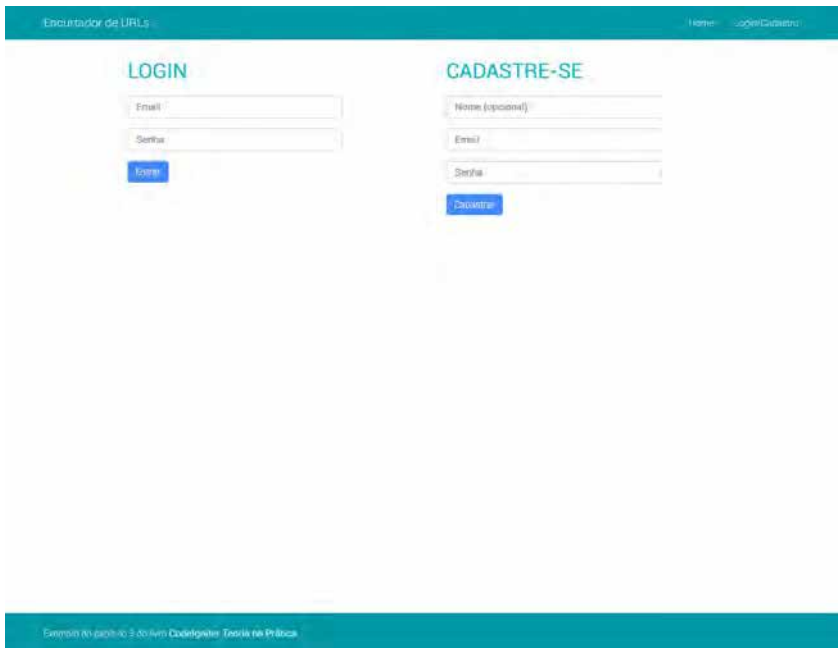 Encurtador de URLs
Home Login/Cadastro
LOGIN
Email
Senha
Entrar
CADASTRE-SE
Nome (opcional)
Email
Senha
Cadastrar
Exemplo do capítulo 9 do livro CodeIgniter Teoria na Prática